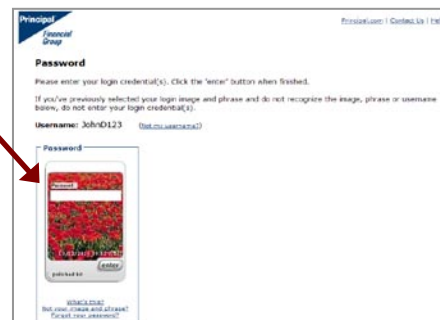 Principal
Financial
Group
Principal.com | Contact Us |
Password
Please enter your login credential(s). Click the 'enter' button when finished.
If you've previously selected your login image and phrase and do not recognize the image, phrase or username
below, do not enter your login credential(s).
Username: JohnD123 (Not my username?)
Password
Password
enter
What's this?
Not your image and phrase?
Forgot your password?